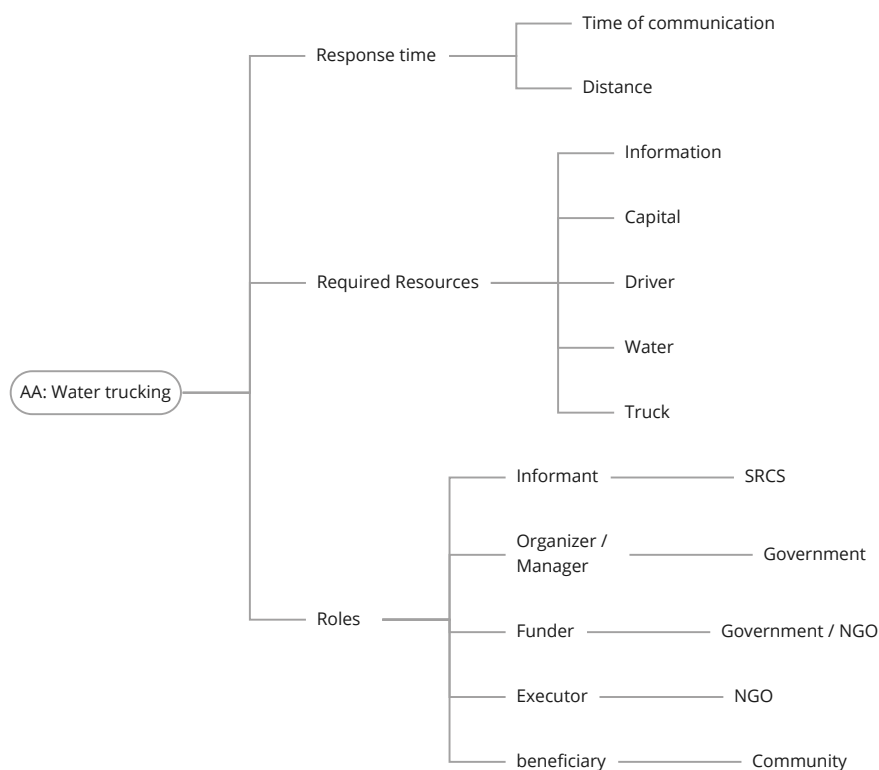 AA: Water trucking
Response time
Time of communication
Distance
Required Resources
Information
Capital
Driver
Water
Truck
Roles
Informant
SRCS
Organizer /
Manager
Government
Funder
Government / NGO
Executor
NGO
beneficiary
Community